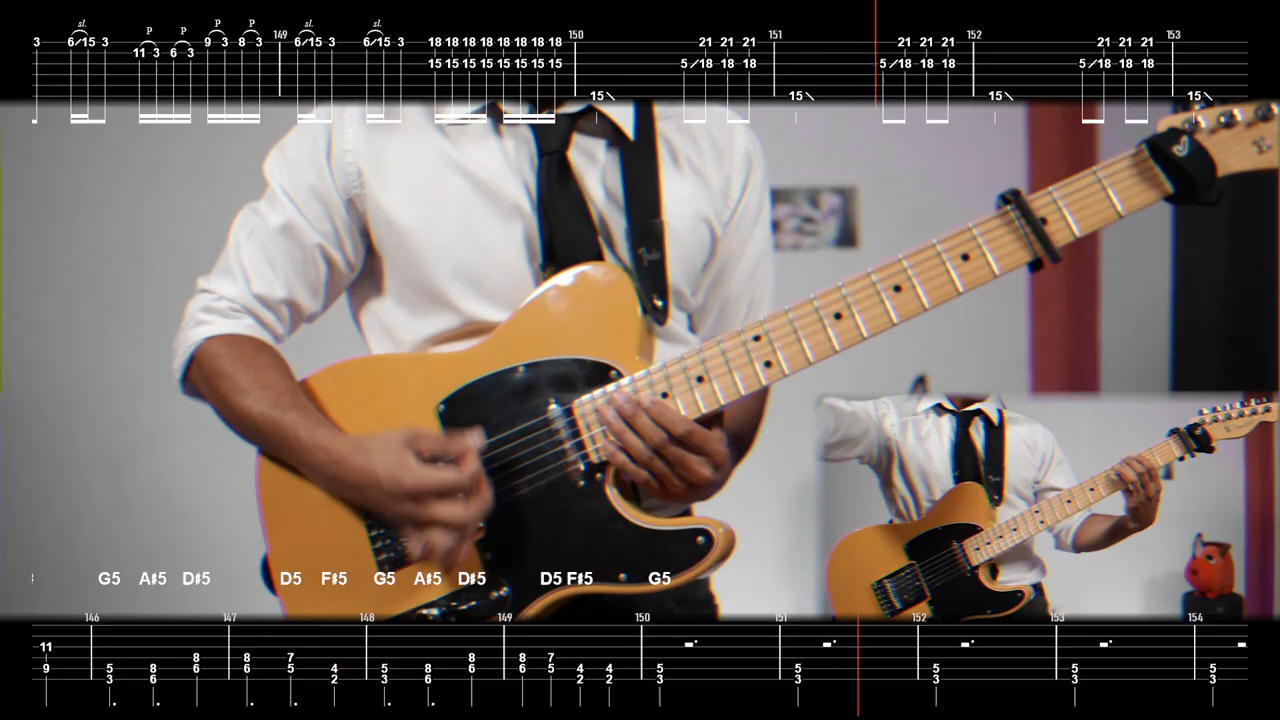 sl. P P P P sl. sl.
149 150 151 152 153
3 6/15 3 11 3 6 3 9 3 8 3 6/15 3 6/15 3 18 18 18 18 18 18 18 18 21 21 21 21 21 21 21 21 21
15 15 15 15 15 15 15 15 5/18 18 18 5/18 18 18 5/18 18 18
15\ 15\ 15\ 15\
G5 A♯5 D♯5 D5 F♯5 G5 A♯5 D♯5 D5 F♯5 G5
146 147 148 149 150 151 152 153 154
11
8 8 7 8 8 7
9 5 8 6 6 5 4 5 8 6 6 5 4 4 5 5 5 5 5
3 6 2 3 6 2 2 3 3 3 3 3